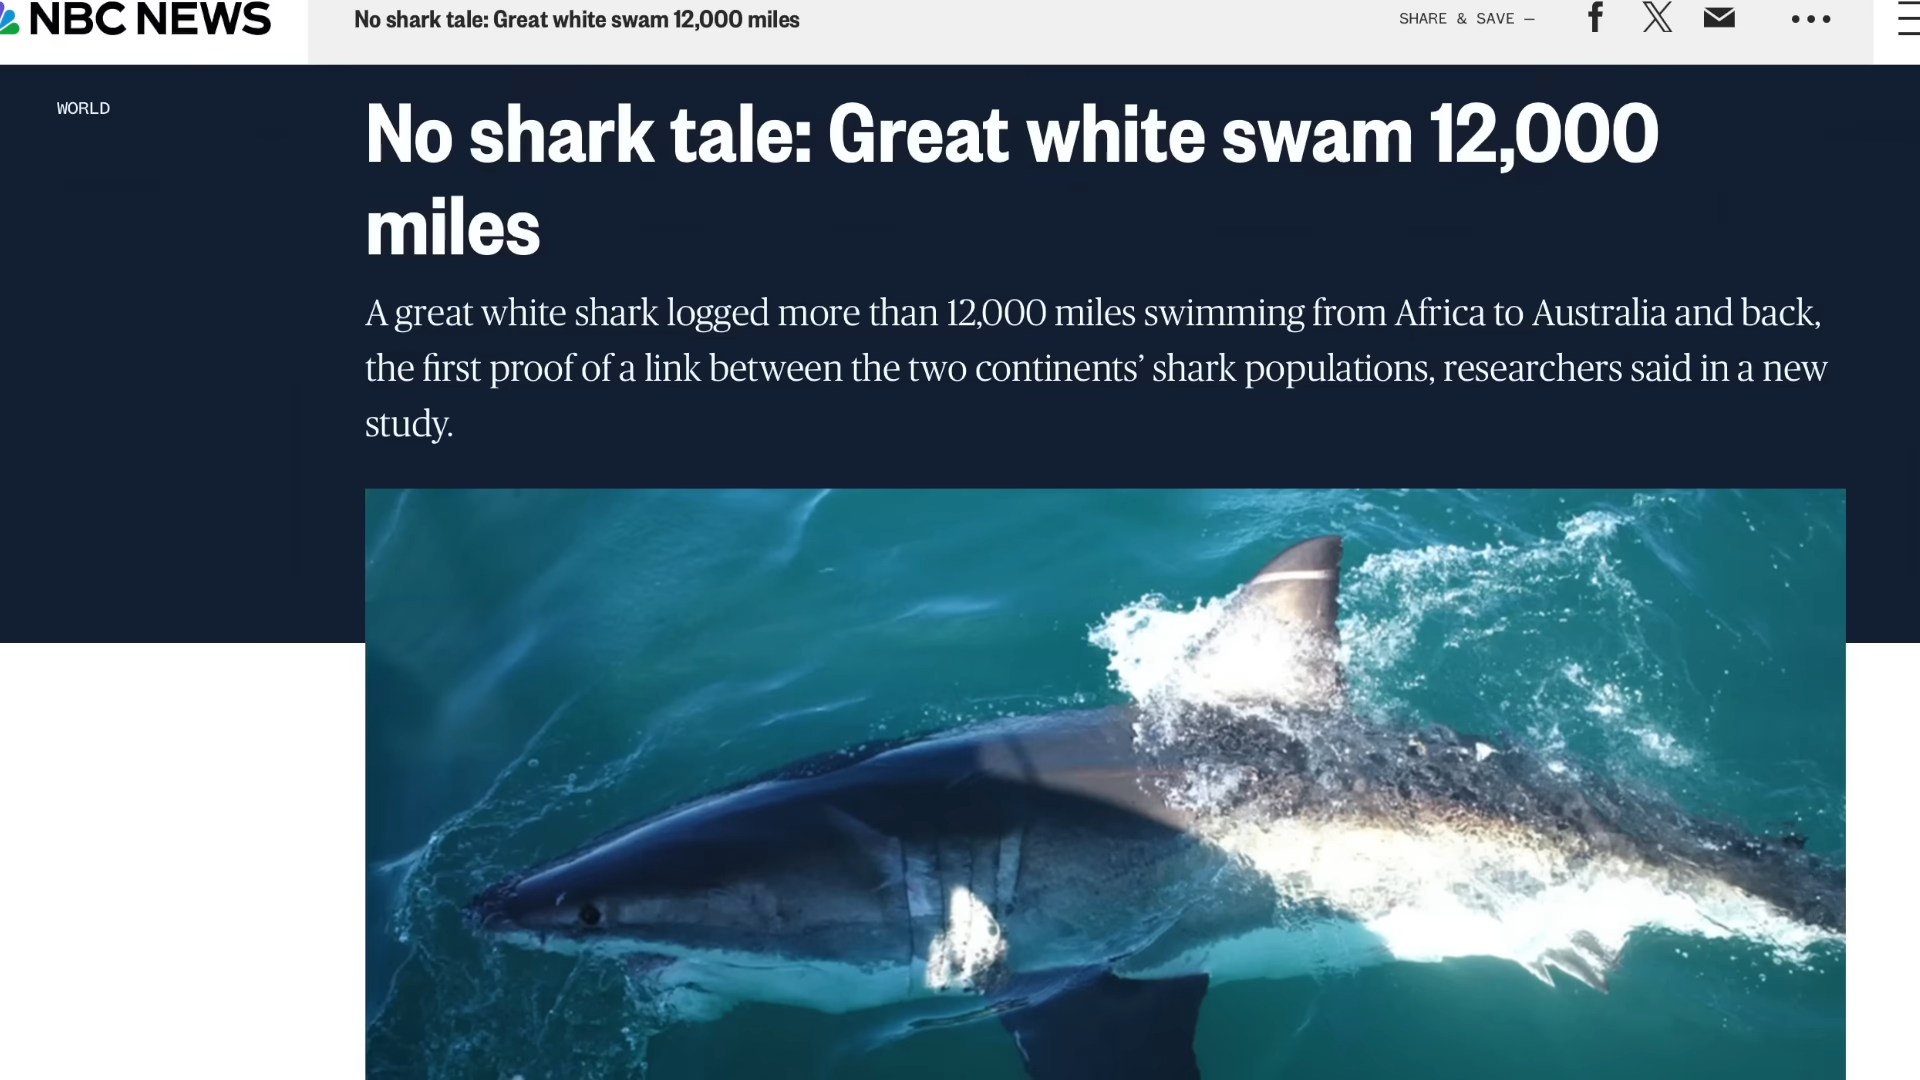 NBC NEWS
No shark tale: Great white swam 12,000 miles
SHARE & SAVE —
WORLD
No shark tale: Great white swam 12,000
miles
A great white shark logged more than 12,000 miles swimming from Africa to Australia and back,
the first proof of a link between the two continents’ shark populations, researchers said in a new
study.